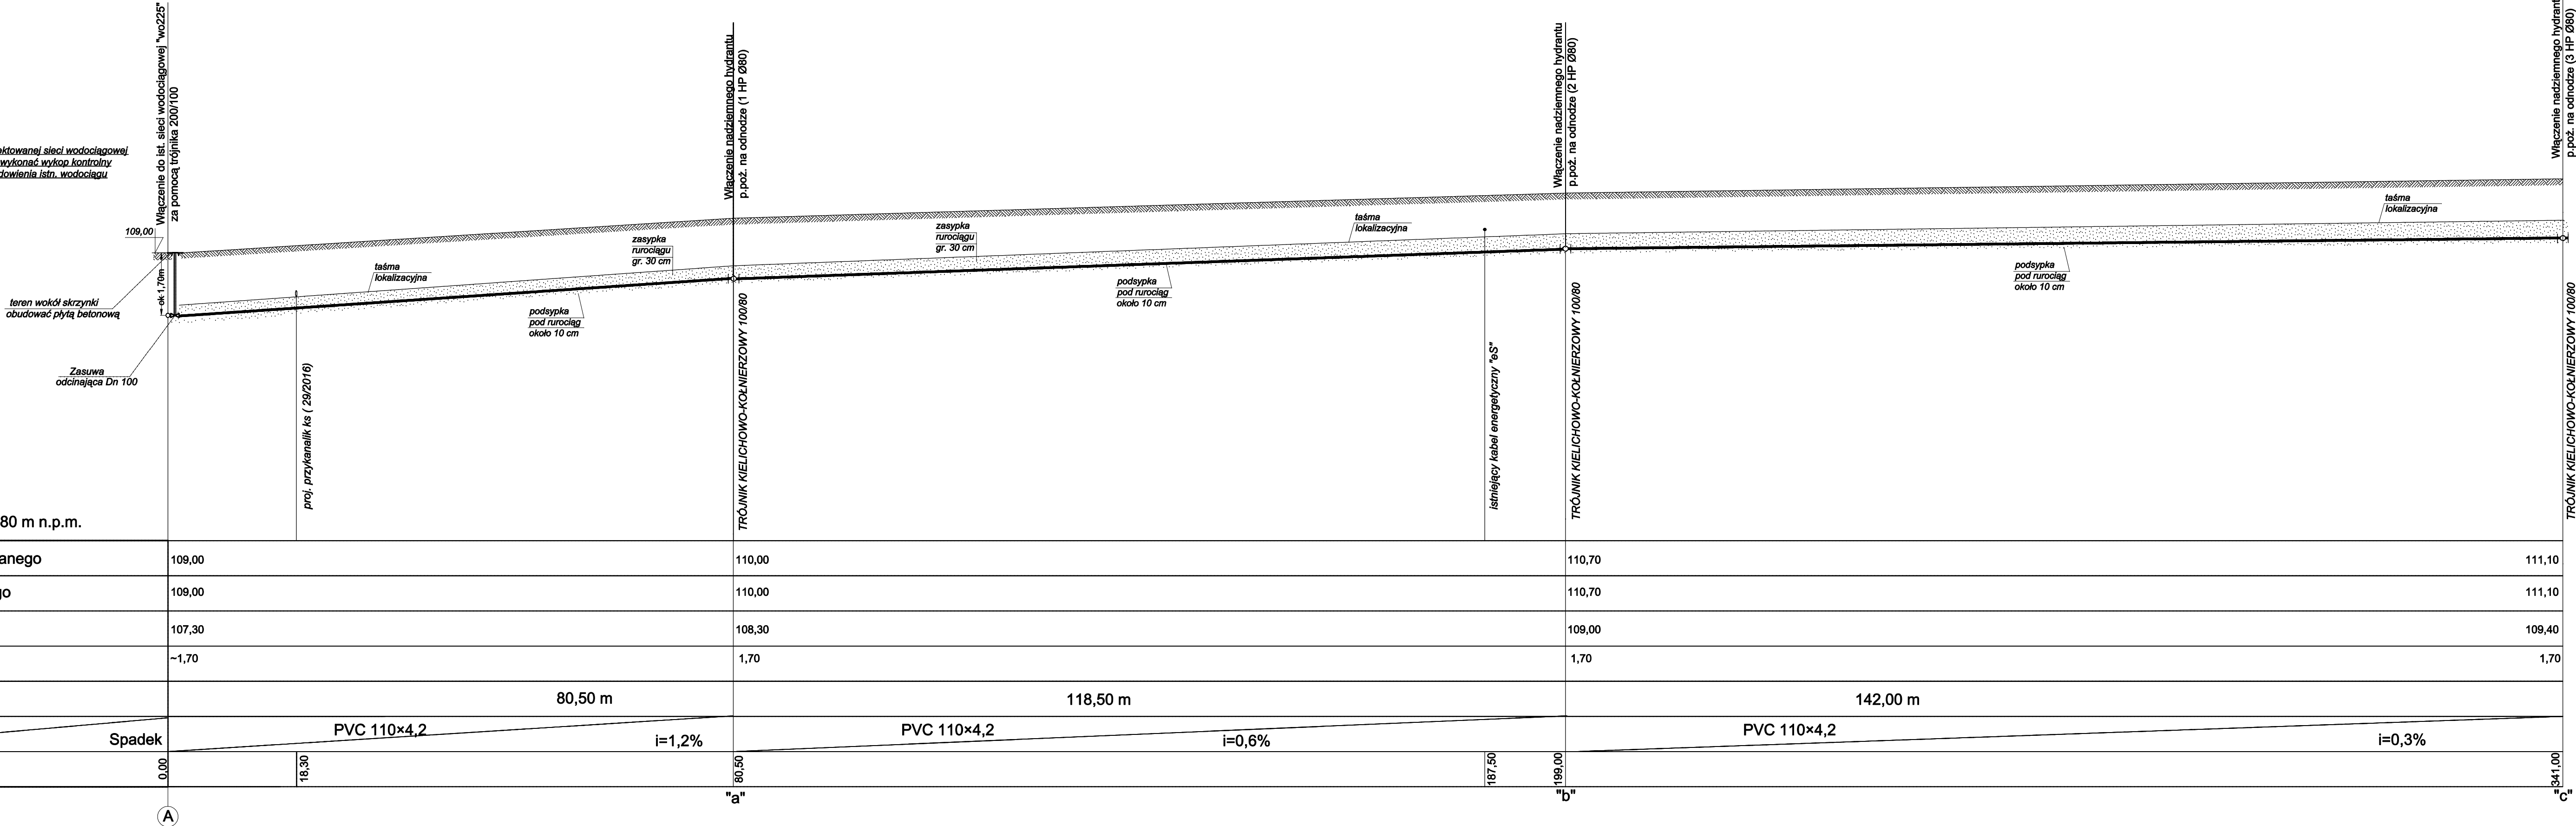 Włączenie do ist. sieci wodociągowej "wo225"
za pomocą trójnika 200/100
Włączenie nadziemnego hydrantu
p.poż. na odnodze (1 HP Ø80)
Włączenie nadziemnego hydrantu
p.poż. na odnodze (2 HP Ø80)
Włączenie nadziemnego hydrantu
p.poż. na odnodze (3 HP Ø80)
ektowanej sieci wodociągowej
wykonać wykop kontrolny
dowienia istn. wodociągu
109,00
ok 1,70m
teren wokół skrzynki
obudować płytą betonową
Zasuwa
odcinająca Dn 100
taśma
lokalizacyjna
zasypka
rurociągu
gr. 30 cm
podsypka
pod rurociąg
około 10 cm
zasypka
rurociągu
gr. 30 cm
podsypka
pod rurociąg
około 10 cm
taśma
lokalizacyjna
podsypka
pod rurociąg
około 10 cm
taśma
lokalizacyjna
proj. przykanalik ks ( 29/2016)
TRÓJNIK KIELICHOWO-KOŁNIERZOWY 100/80
istniejący kabel energetyczny "eS"
TRÓJNIK KIELICHOWO-KOŁNIERZOWY 100/80
TRÓJNIK KIELICHOWO-KOŁNIERZOWY 100/80
80 m n.p.m.
anego 109,00 110,00 110,70 111,10
go 109,00 110,00 110,70 111,10
107,30 108,30 109,00 109,40
~1,70 1,70 1,70 1,70
80,50 m 118,50 m 142,00 m
PVC 110×4,2 PVC 110×4,2 PVC 110×4,2
Spadek i=1,2% i=0,6% i=0,3%
0.00 18,30 80,50 187,50 199,00 341,00
"a" "b" "c"
A